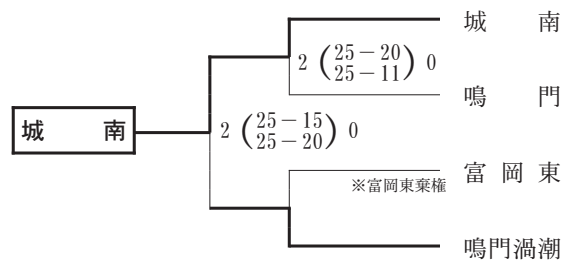 城　南
2 (25－20 25－11) 0
鳴　門
城　南
2 (25－15 25－20) 0
富岡東
※富岡東棄権
鳴門渦潮